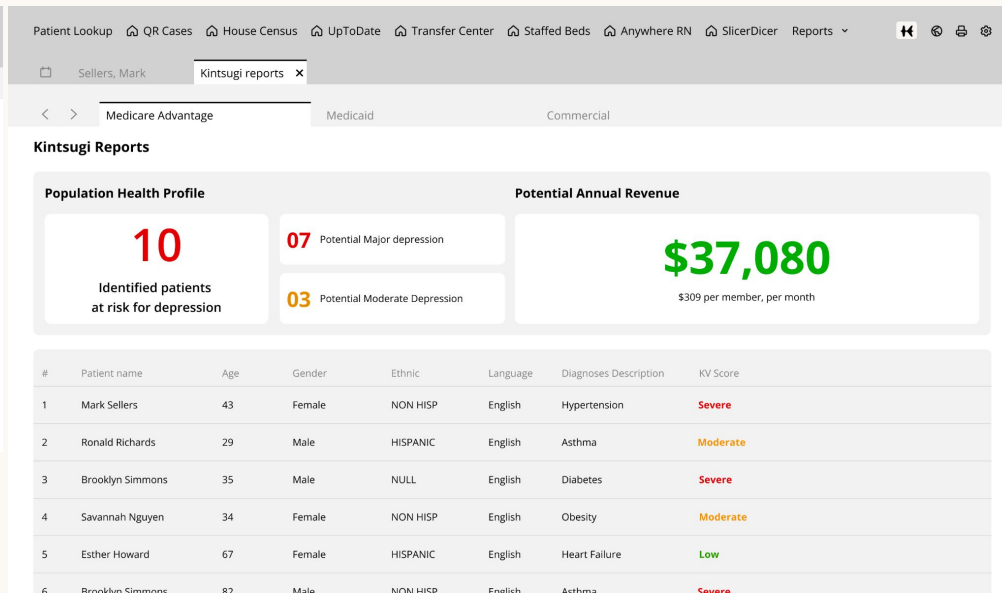 Patient Lookup QR Cases House Census UpToDate Transfer Center Staffed Beds Anywhere RN SlicerDicer Reports
Sellers, Mark Kintsugi reports ×
Medicare Advantage Medicaid Commercial
Kintsugi Reports
Population Health Profile Potential Annual Revenue
10
Identified patients
at risk for depression
07 Potential Major depression
03 Potential Moderate Depression
$37,080
$309 per member, per month
# Patient name Age Gender Ethnic Language Diagnoses Description KV Score
1 Mark Sellers 43 Female NON HISP English Hypertension Severe
2 Ronald Richards 29 Male HISPANIC English Asthma Moderate
3 Brooklyn Simmons 35 Male NULL English Diabetes Severe
4 Savannah Nguyen 34 Female NON HISP English Obesity Moderate
5 Esther Howard 67 Female HISPANIC English Heart Failure Low
6 Brooklyn Simmons 82 Male NON HISP English Asthma Severe